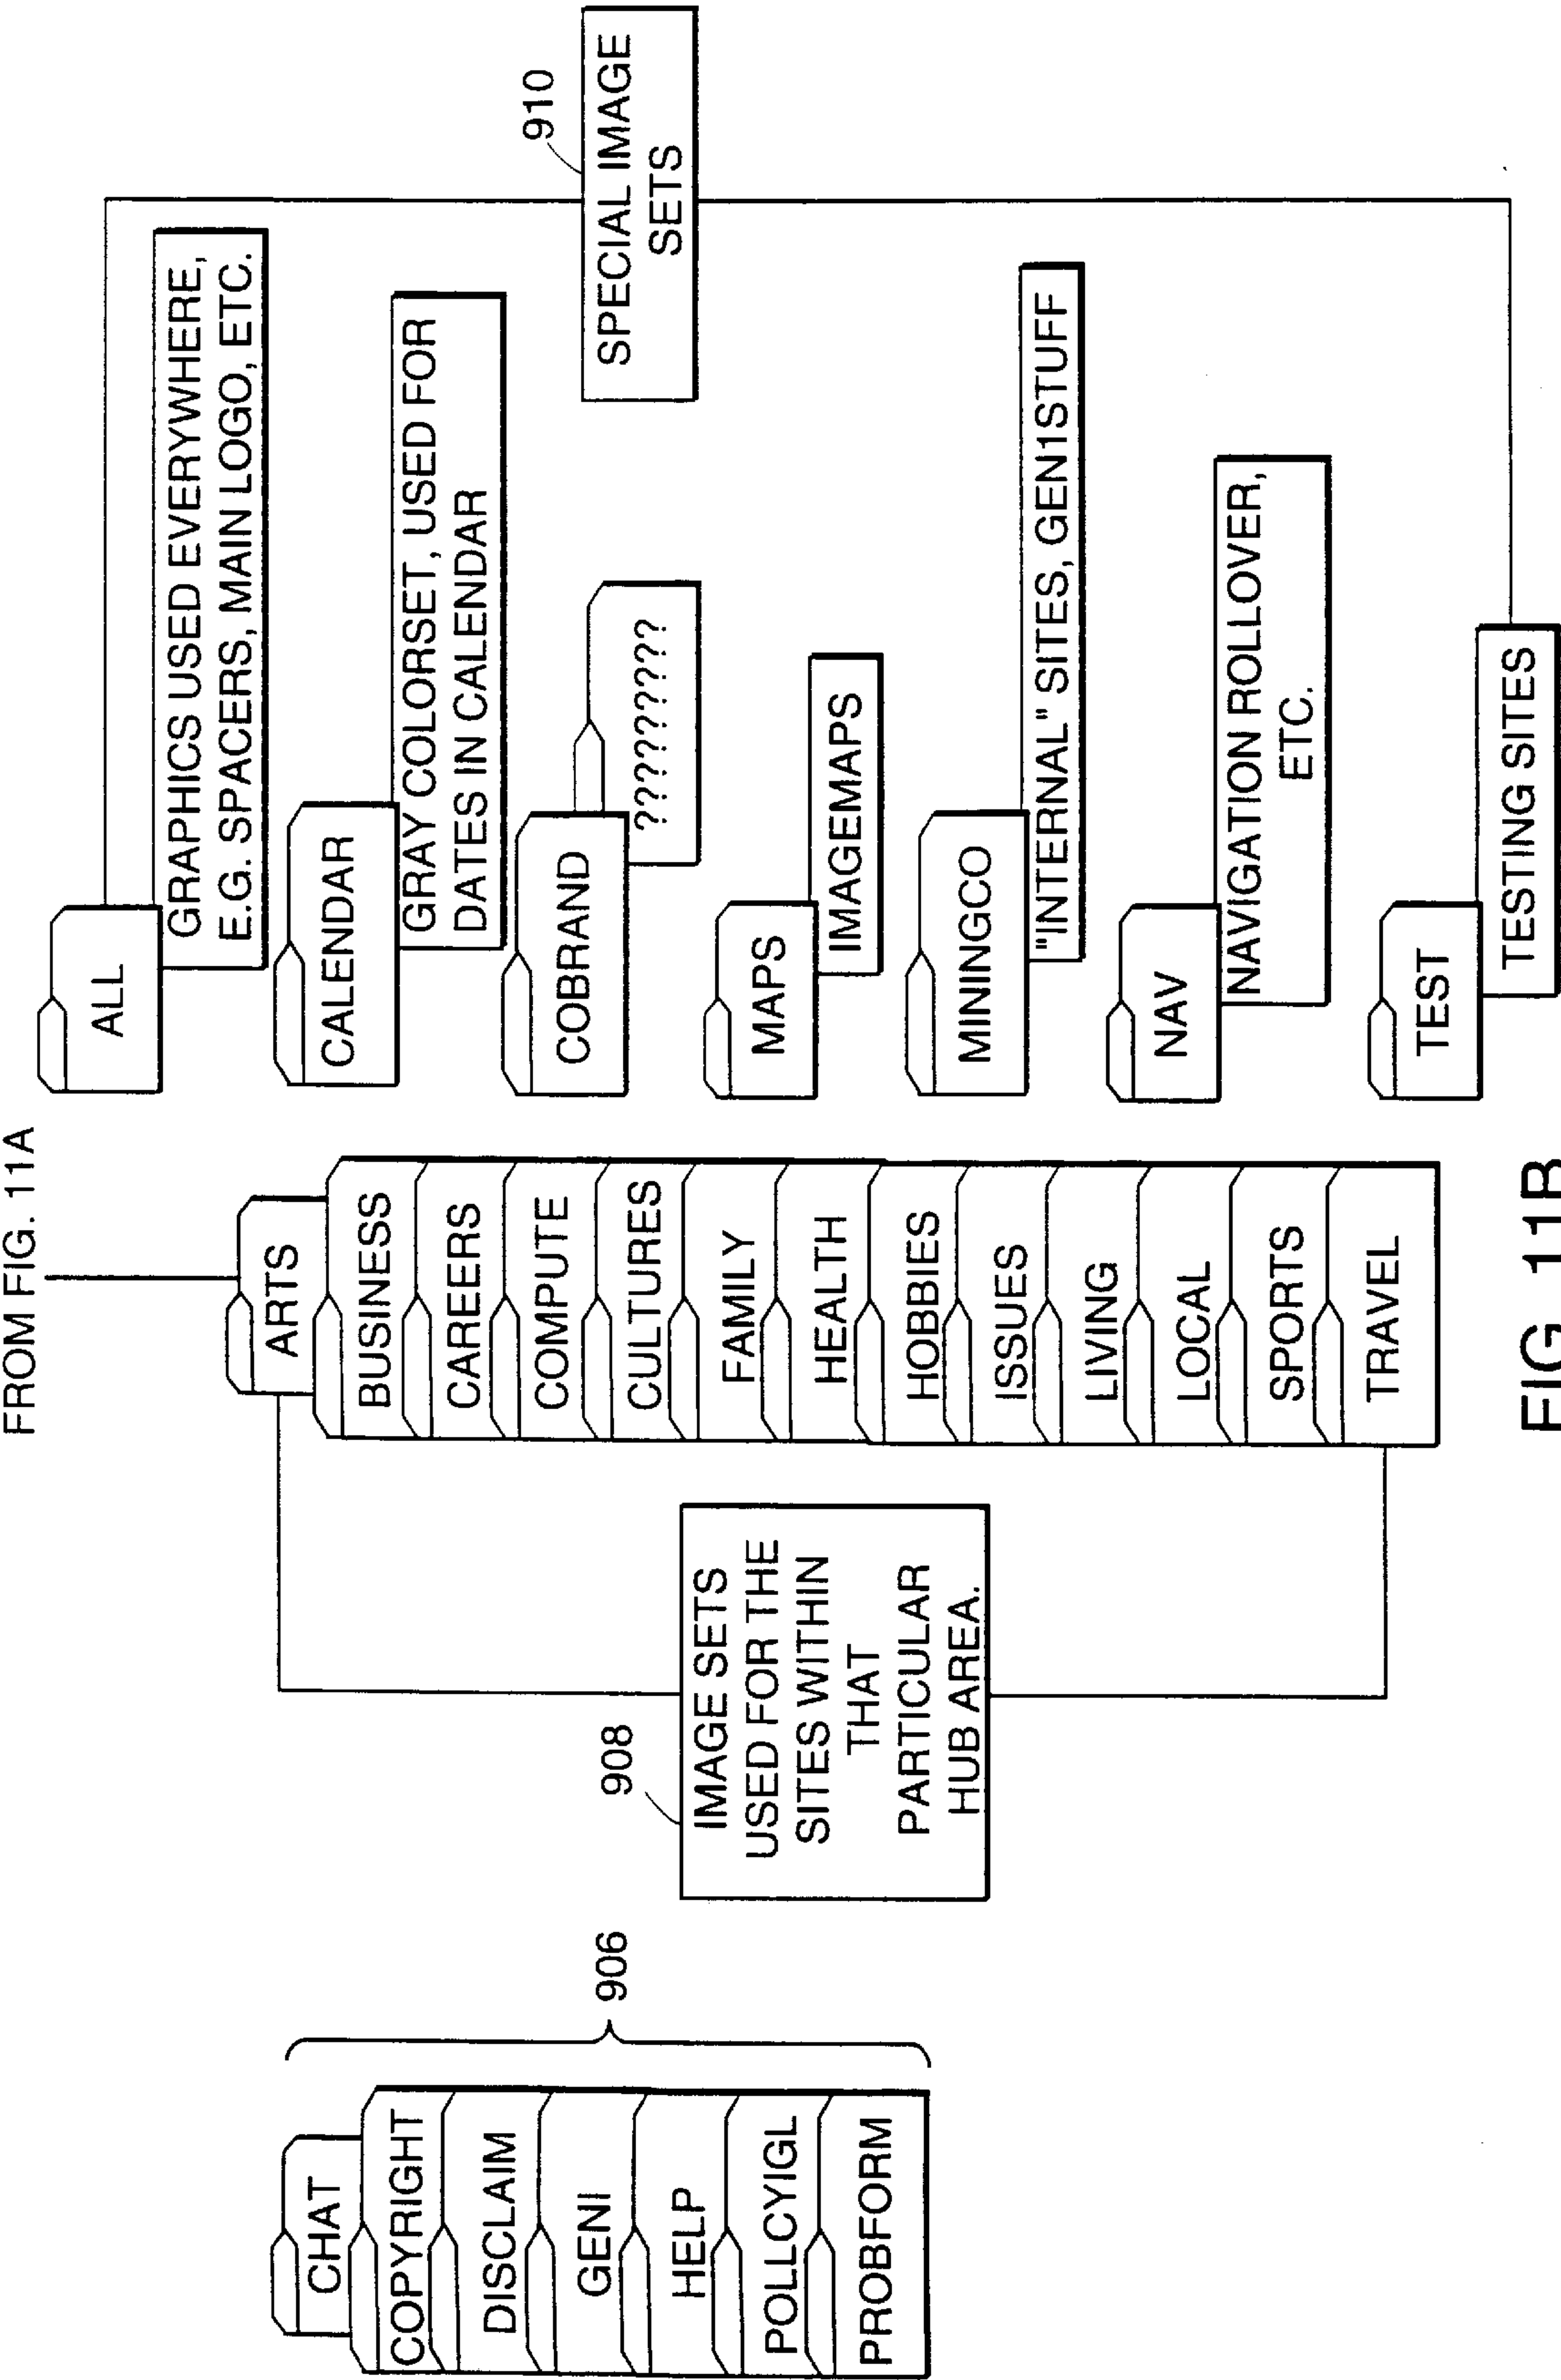 FROM FIG. 11A
CHAT
COPYRIGHT
DISCLAIM
GENI
HELP
POLLCYIGL
PROBFORM
906
908
IMAGE SETS
USED FOR THE
SITES WITHIN
THAT
PARTICULAR
HUB AREA.
ARTS
BUSINESS
CAREERS
COMPUTE
CULTURES
FAMILY
HEALTH
HOBBIES
ISSUES
LIVING
LOCAL
SPORTS
TRAVEL
ALL
GRAPHICS USED EVERYWHERE,
E.G. SPACERS, MAIN LOGO, ETC.
CALENDAR
GRAY COLORSET, USED FOR
DATES IN CALENDAR
COBRAND
?????????
MAPS
IMAGEMAPS
MININGCO
"INTERNAL" SITES, GEN1STUFF
NAV
NAVIGATION ROLLOVER,
ETC.
TEST
TESTING SITES
910
SPECIAL IMAGE
SETS
FIG. 11B